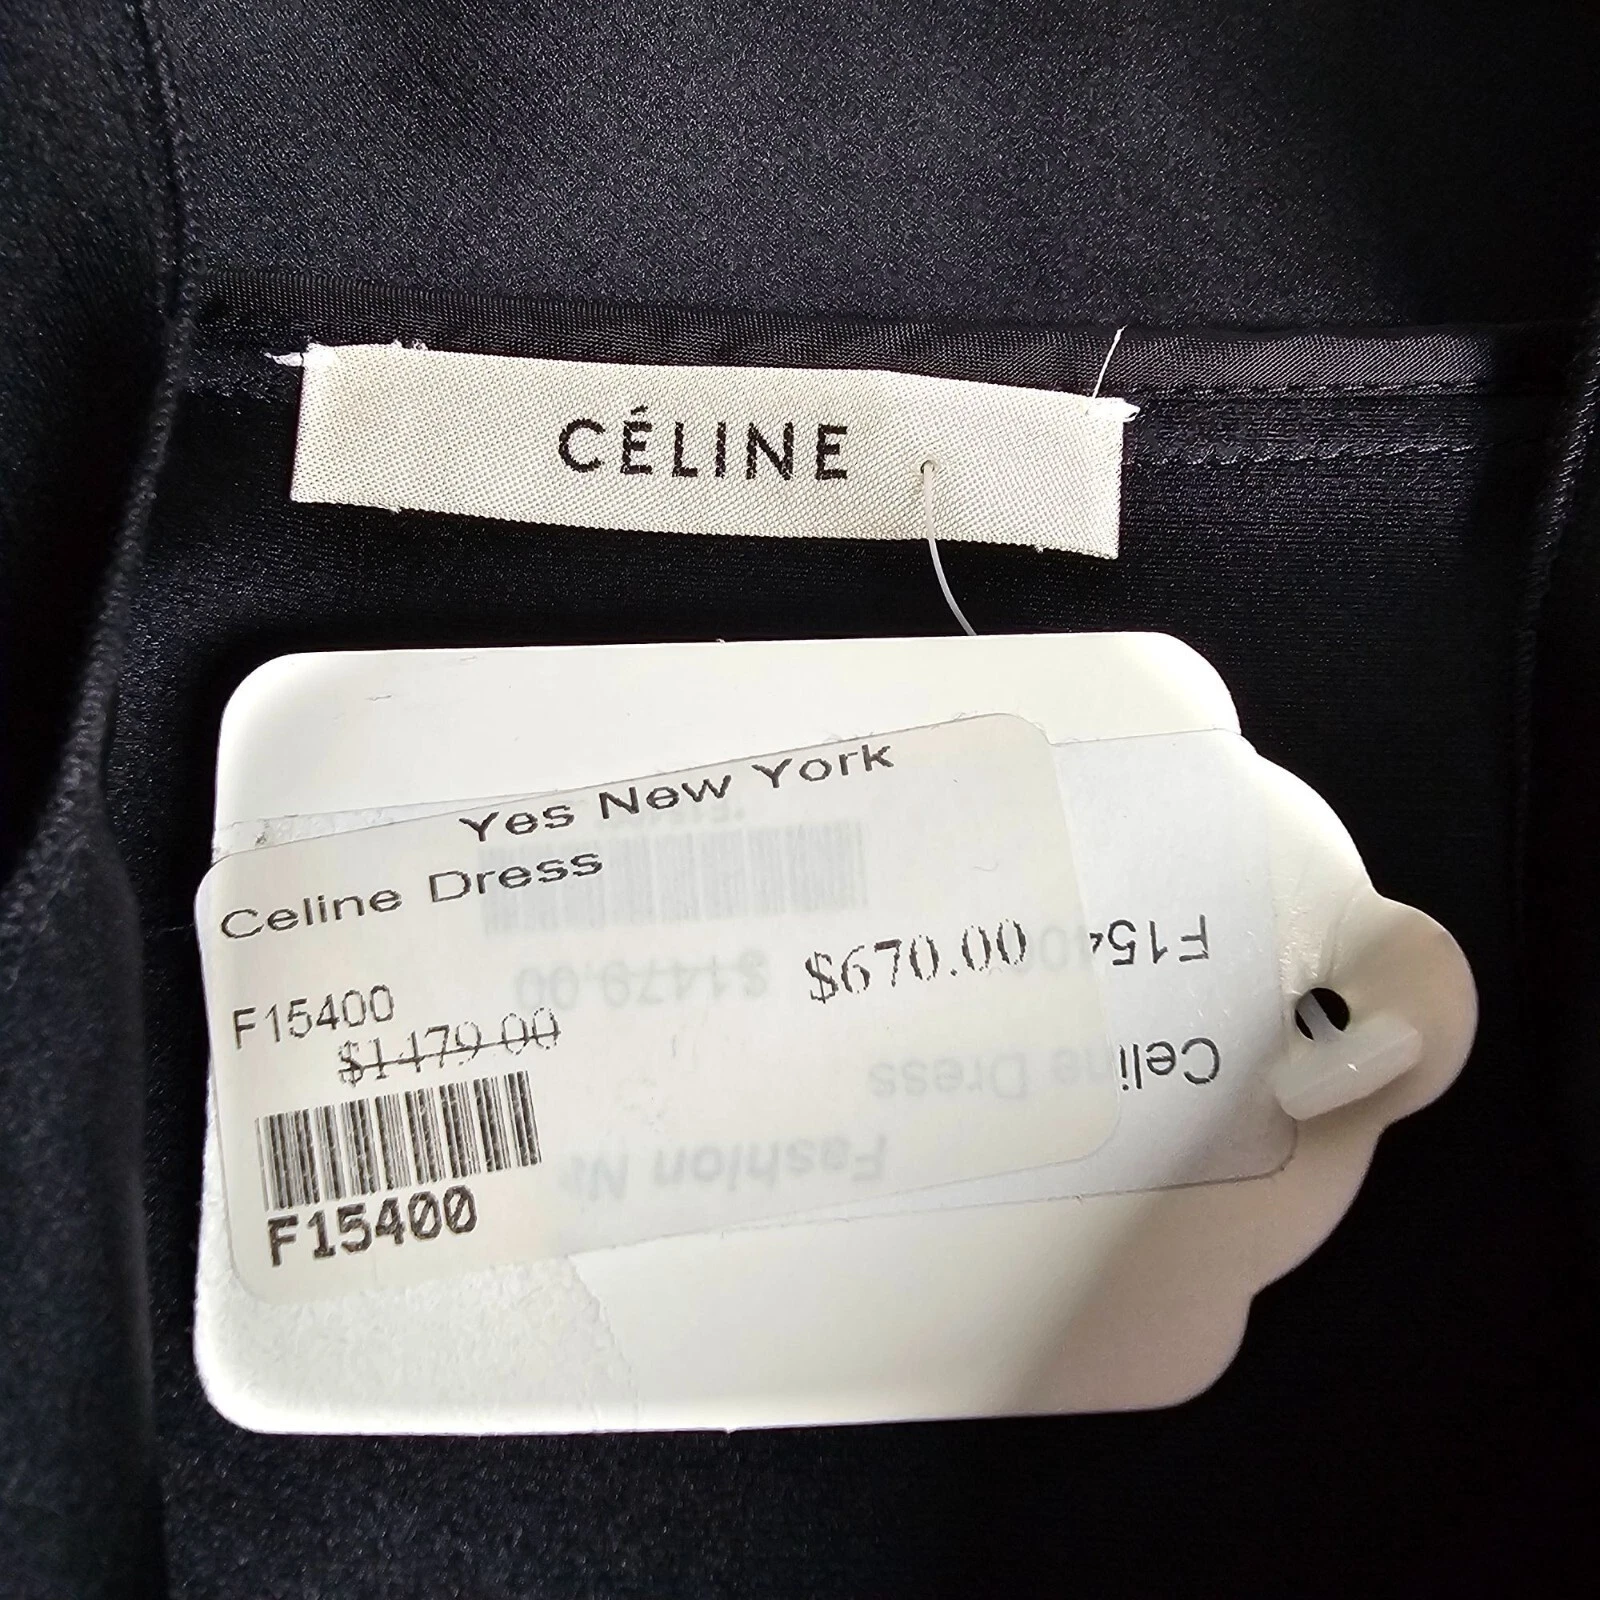 CÉLINE
Yes New York
Celine Dress
F15400
$1479.00
$670.00
F15400
F15400
$1479.00
Celine Dress
Fashion